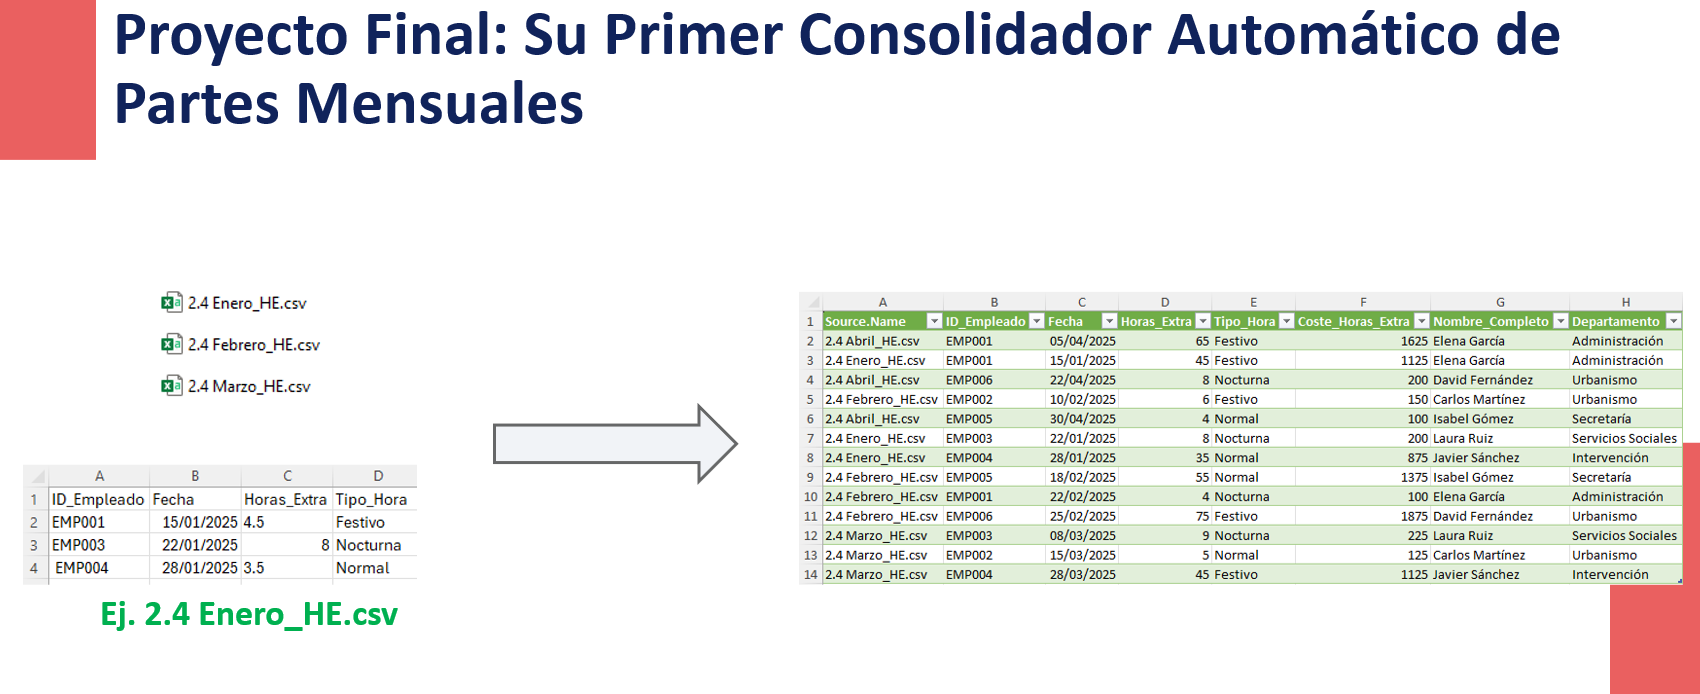 Proyecto Final: Su Primer Consolidador Automático de
Partes Mensuales
2.4 Enero_HE.csv
2.4 Febrero_HE.csv
2.4 Marzo_HE.csv
A B C D
1 ID_Empleado Fecha Horas_Extra Tipo_Hora
2 EMP001 15/01/2025 4.5 Festivo
3 EMP003 22/01/2025 8 Nocturna
4 EMP004 28/01/2025 3.5 Normal
Ej. 2.4 Enero_HE.csv
A B C D E F G H
1 Source.Name ID_Empleado Fecha Horas_Extra Tipo_Hora Coste_Horas_Extra Nombre_Completo Departamento
2 2.4 Abril_HE.csv EMP001 05/04/2025 65 Festivo 1625 Elena García Administración
3 2.4 Enero_HE.csv EMP001 15/01/2025 45 Festivo 1125 Elena García Administración
4 2.4 Abril_HE.csv EMP006 22/04/2025 8 Nocturna 200 David Fernández Urbanismo
5 2.4 Febrero_HE.csv EMP002 10/02/2025 6 Festivo 150 Carlos Martínez Urbanismo
6 2.4 Abril_HE.csv EMP005 30/04/2025 4 Normal 100 Isabel Gómez Secretaría
7 2.4 Enero_HE.csv EMP003 22/01/2025 8 Nocturna 200 Laura Ruiz Servicios Sociales
8 2.4 Enero_HE.csv EMP004 28/01/2025 35 Normal 875 Javier Sánchez Intervención
9 2.4 Febrero_HE.csv EMP005 18/02/2025 55 Normal 1375 Isabel Gómez Secretaría
10 2.4 Febrero_HE.csv EMP001 22/02/2025 4 Nocturna 100 Elena García Administración
11 2.4 Febrero_HE.csv EMP006 25/02/2025 75 Festivo 1875 David Fernández Urbanismo
12 2.4 Marzo_HE.csv EMP003 08/03/2025 9 Nocturna 225 Laura Ruiz Servicios Sociales
13 2.4 Marzo_HE.csv EMP002 15/03/2025 5 Normal 125 Carlos Martínez Urbanismo
14 2.4 Marzo_HE.csv EMP004 28/03/2025 45 Festivo 1125 Javier Sánchez Intervención